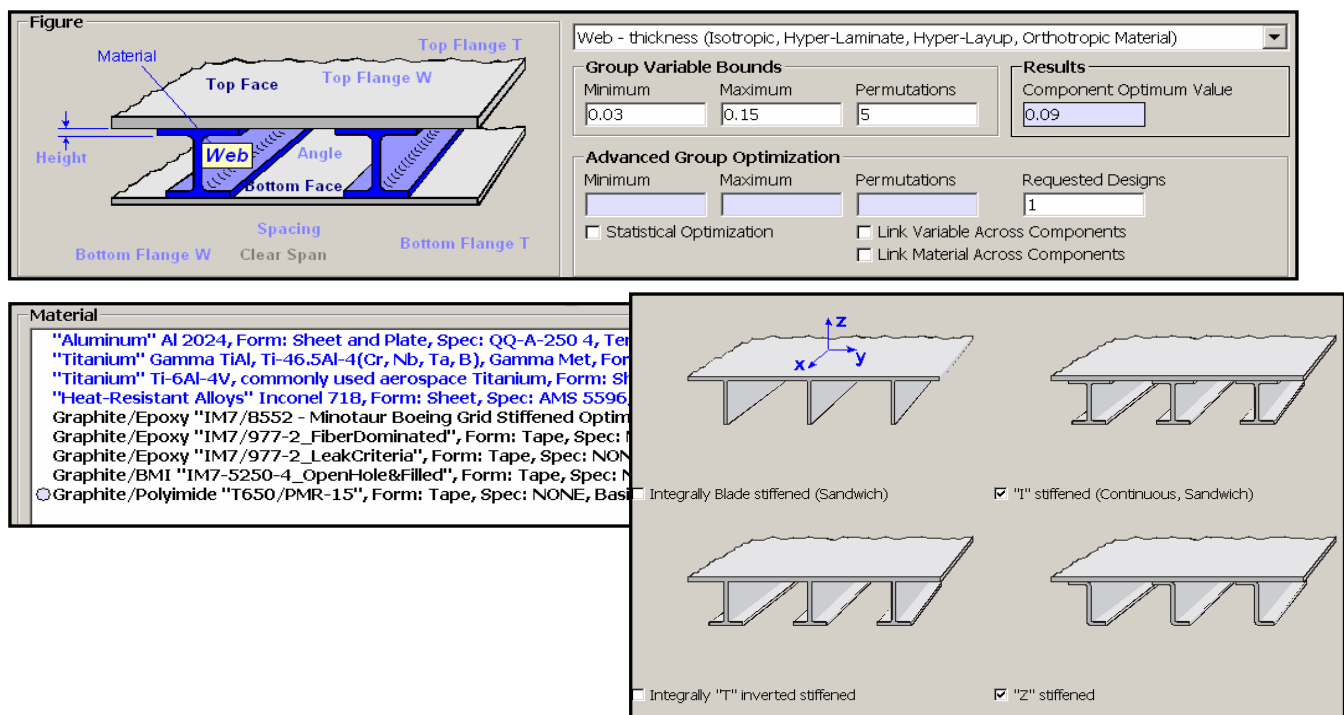 Figure
Top Flange T
Material
Top Flange W
Top Face
Height
Web
Angle
Bottom Face
Spacing
Bottom Flange W
Clear Span
Bottom Flange T
Web - thickness (Isotropic, Hyper-Laminate, Hyper-Layup, Orthotropic Material)
Group Variable Bounds
Minimum Maximum Permutations
0.03 0.15 5
Results
Component Optimum Value
0.09
Advanced Group Optimization
Minimum Maximum Permutations Requested Designs
1
Statistical Optimization
Link Variable Across Components
Link Material Across Components
Material
"Aluminum" Al 2024, Form: Sheet and Plate, Spec: QQ-A-250 4, Te
"Titanium" Gamma TiAl, Ti-46.5Al-4(Cr, Nb, Ta, B), Gamma Met, For
"Titanium" Ti-6Al-4V, commonly used aerospace Titanium, Form: Sh
"Heat-Resistant Alloys" Inconel 718, Form: Sheet, Spec: AMS 5596,
Graphite/Epoxy "IM7/8552 - Minotaur Boeing Grid Stiffened Optim
Graphite/Epoxy "IM7/977-2_FiberDominated", Form: Tape, Spec:
Graphite/Epoxy "IM7/977-2_LeakCriteria", Form: Tape, Spec: NON
Graphite/BMI "IM7-5250-4_OpenHole&Filled", Form: Tape, Spec:
Graphite/Polyimide "T650/PMR-15", Form: Tape, Spec: NONE, Basi
z
x
y
Integrally Blade stiffened (Sandwich)
"I" stiffened (Continuous, Sandwich)
Integrally "T" inverted stiffened
"Z" stiffened